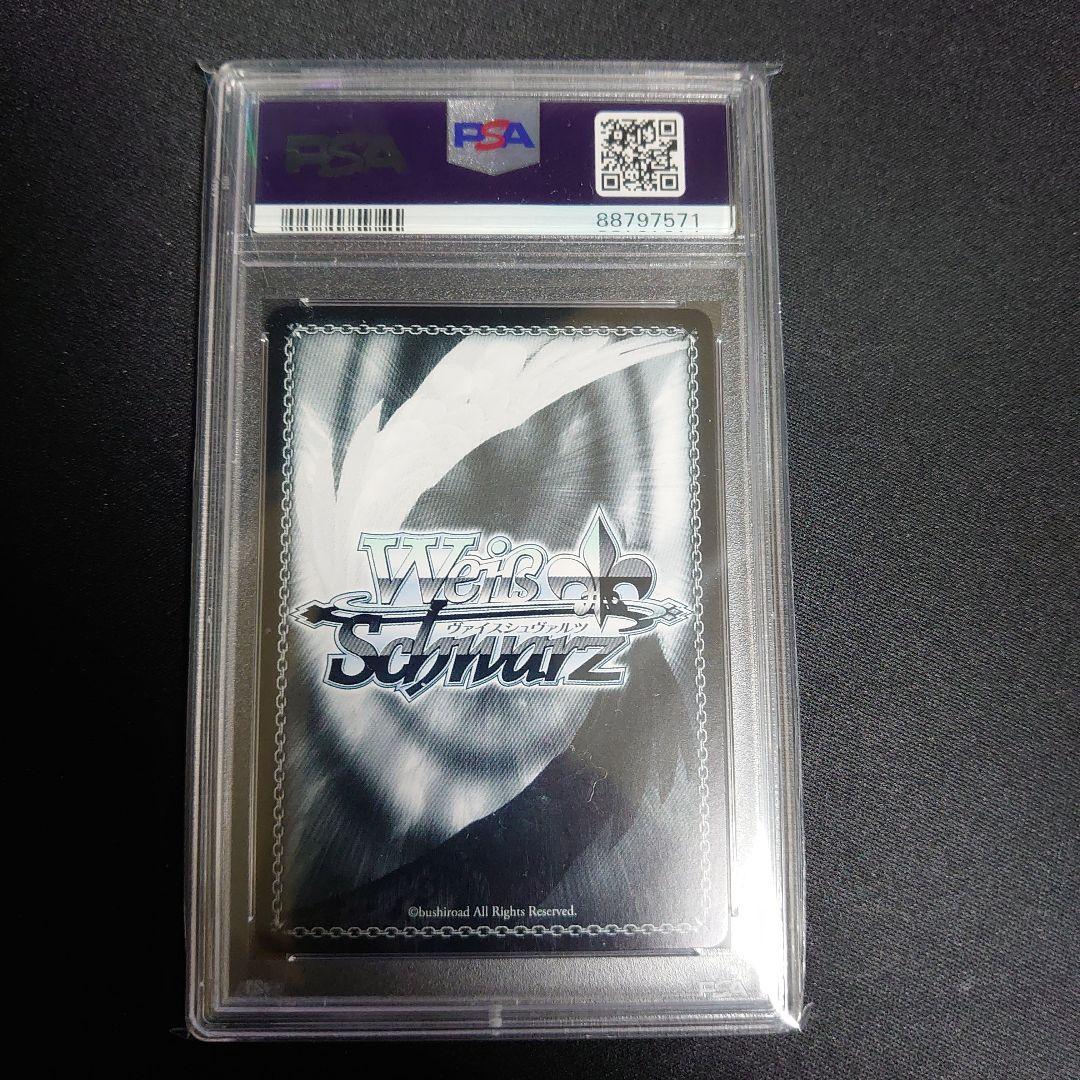 PSA
PSA
88797571
Weiß
ヴァイスシュヴァルツ
Schwarz
©bushiroad All Rights Reserved.
PSA